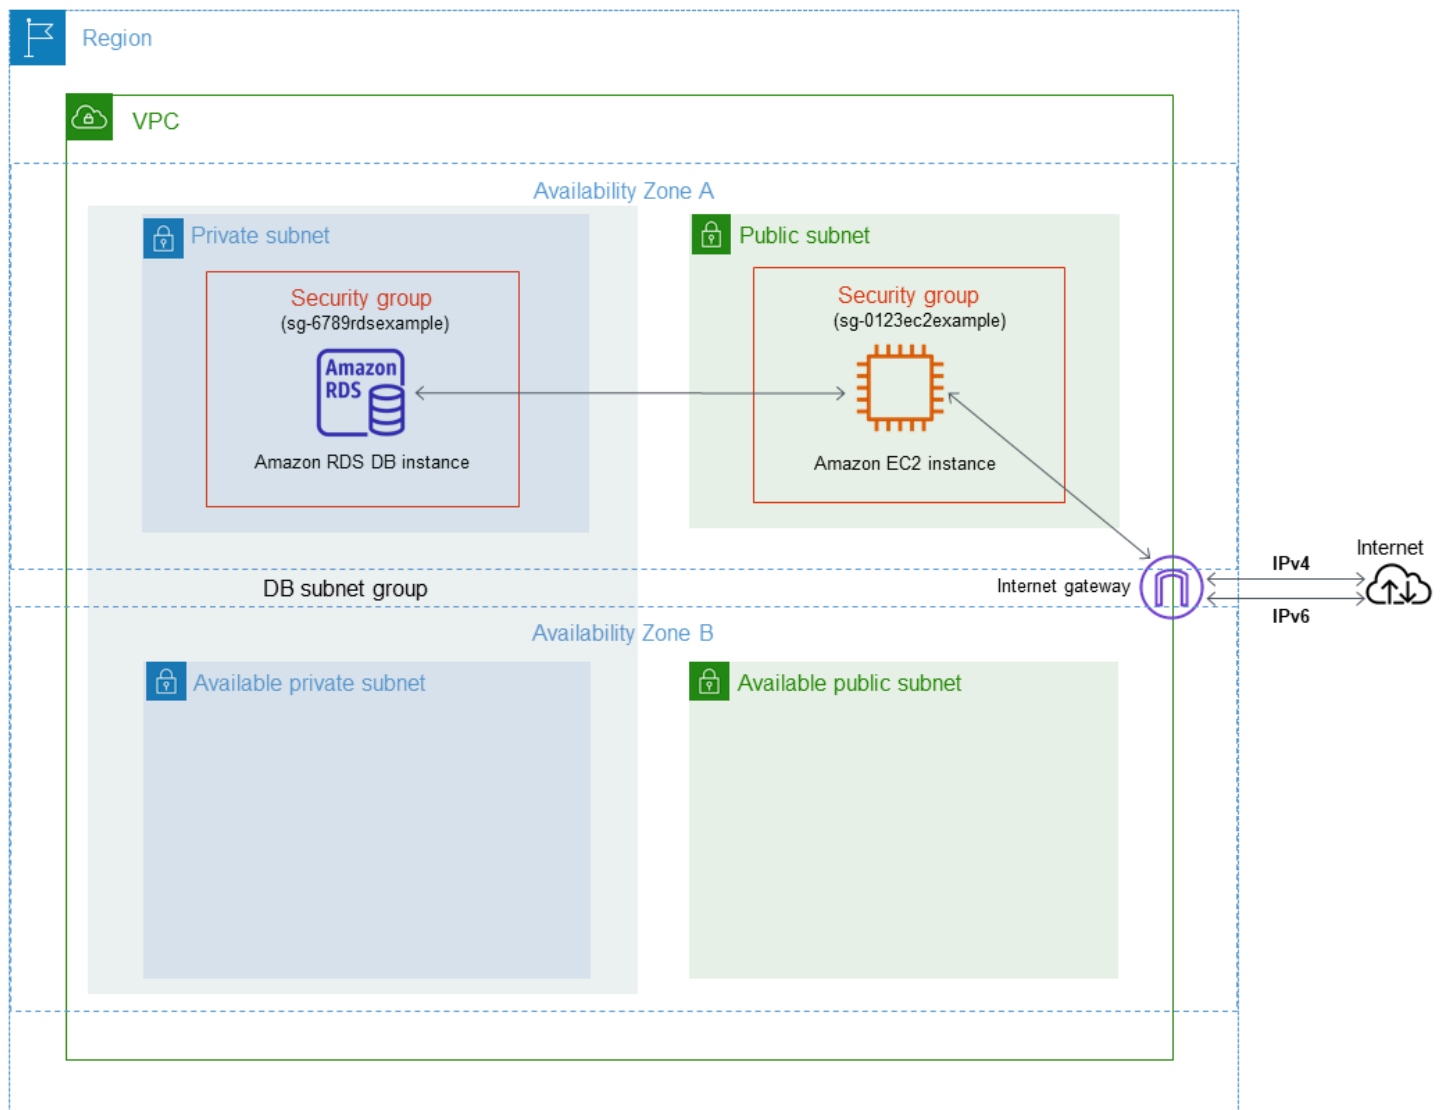 Region
VPC
Availability Zone A
Private subnet
Public subnet
Security group
(sg-6789rdsexample)
Security group
(sg-0123ec2example)
Amazon
RDS
Amazon RDS DB instance
Amazon EC2 instance
DB subnet group
Internet gateway
IPv4
IPv6
Internet
Availability Zone B
Available private subnet
Available public subnet